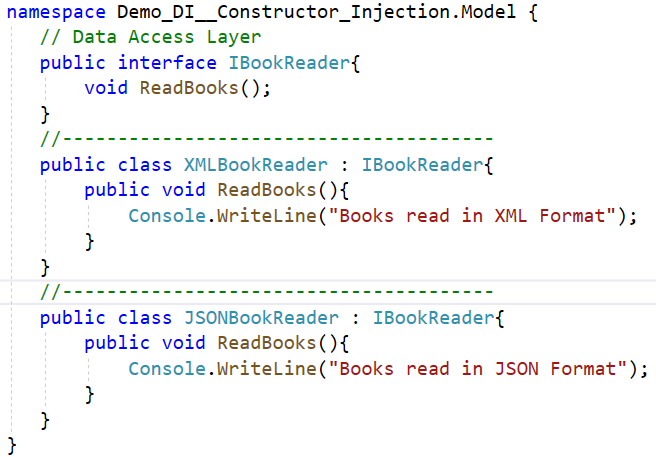 namespace Demo_DI__Constructor_Injection.Model {
// Data Access Layer
public interface IBookReader{
void ReadBooks();
}
//---------------------------------------
public class XMLBookReader : IBookReader{
public void ReadBooks(){
Console.WriteLine("Books read in XML Format");
}
}
//---------------------------------------
public class JSONBookReader : IBookReader{
public void ReadBooks(){
Console.WriteLine("Books read in JSON Format");
}
}
}